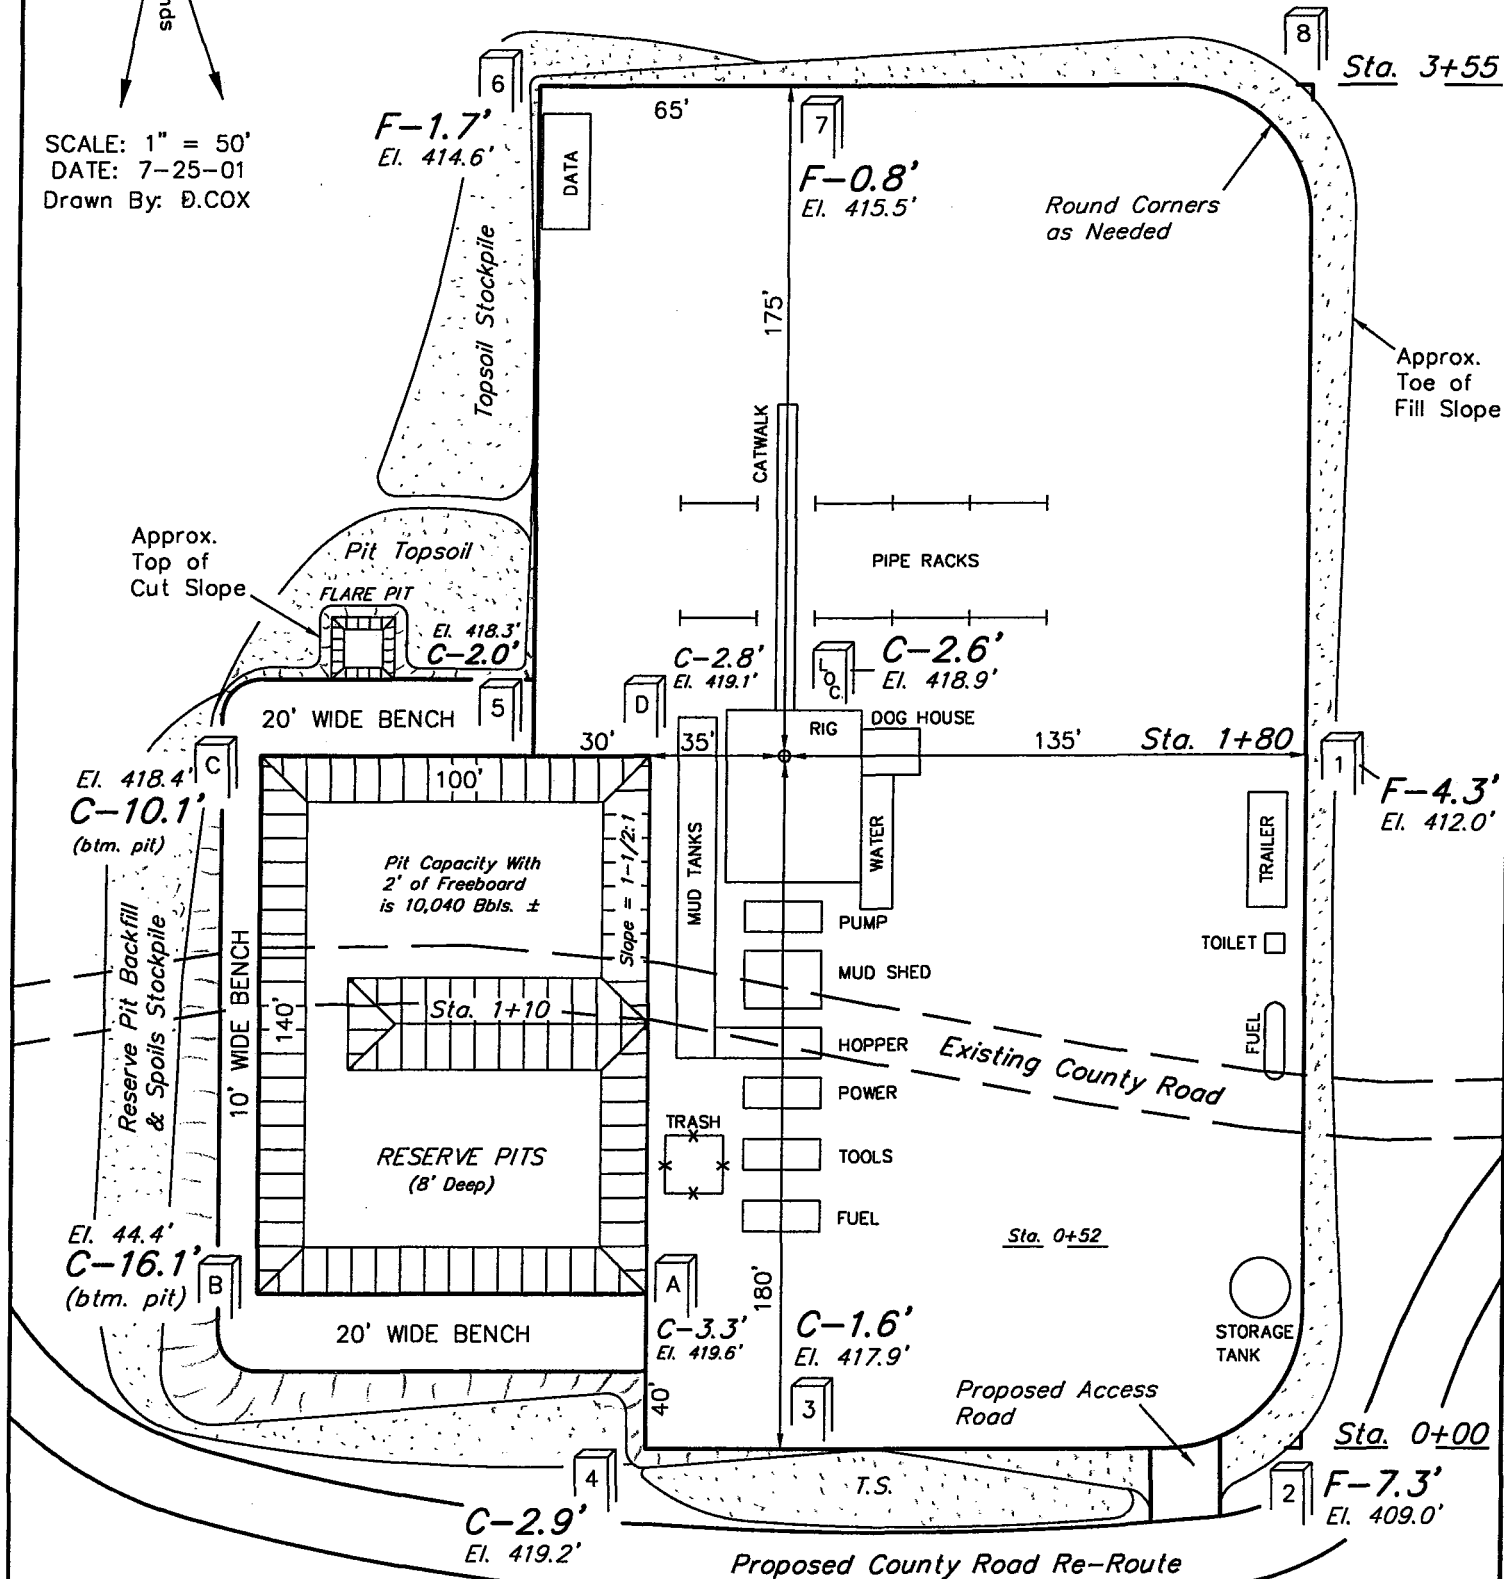 8
Sta. 3+55
6
65'
7
SCALE: 1" = 50'
DATE: 7-25-01
Drawn By: D.COX
F-1.7'
El. 414.6'
DATA
F-0.8'
El. 415.5'
Round Corners
as Needed
Topsoil Stockpile
175'
Approx.
Toe of
Fill Slope
CATWALK
Approx.
Top of
Cut Slope
Pit Topsoil
PIPE RACKS
FLARE PIT
El. 418.3'
C-2.0'
C-2.8'
El. 419.1'
LOC.
C-2.6'
El. 418.9'
5
D
20' WIDE BENCH
RIG
DOG HOUSE
30'
35'
135'
Sta. 1+80
1
C
El. 418.4'
C-10.1'
(btm. pit)
100'
F-4.3'
El. 412.0'
Pit Capacity With
2' of Freeboard
is 10,040 Bbls. ±
Slope = 1-1/2:1
MUD TANKS
WATER
TRAILER
PUMP
TOILET
MUD SHED
Reserve Pit Backfill
& Spoils Stockpile
10' WIDE BENCH
140'
Sta. 1+10
HOPPER
Existing County Road
FUEL
POWER
TRASH
TOOLS
RESERVE PITS
(8' Deep)
FUEL
Sta. 0+52
El. 44.4'
C-16.1'
(btm. pit)
B
A
180'
20' WIDE BENCH
C-3.3'
El. 419.6'
C-1.6'
El. 417.9'
STORAGE
TANK
40'
3
Proposed Access
Road
Sta. 0+00
4
T.S.
2
F-7.3'
El. 409.0'
C-2.9'
El. 419.2'
Proposed County Road Re-Route